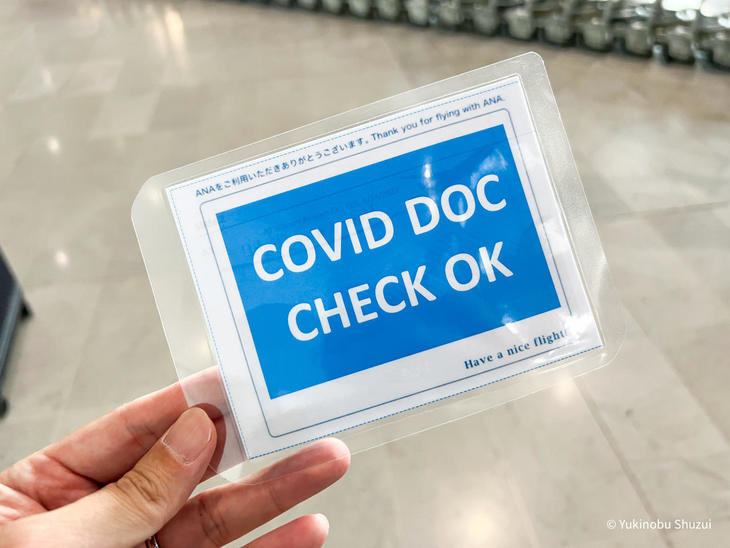 ANAをご利用いただきありがとうございます。Thank you for flying with ANA.
COVID DOC
CHECK OK
Have a nice flight!
© Yukinobu Shuzui